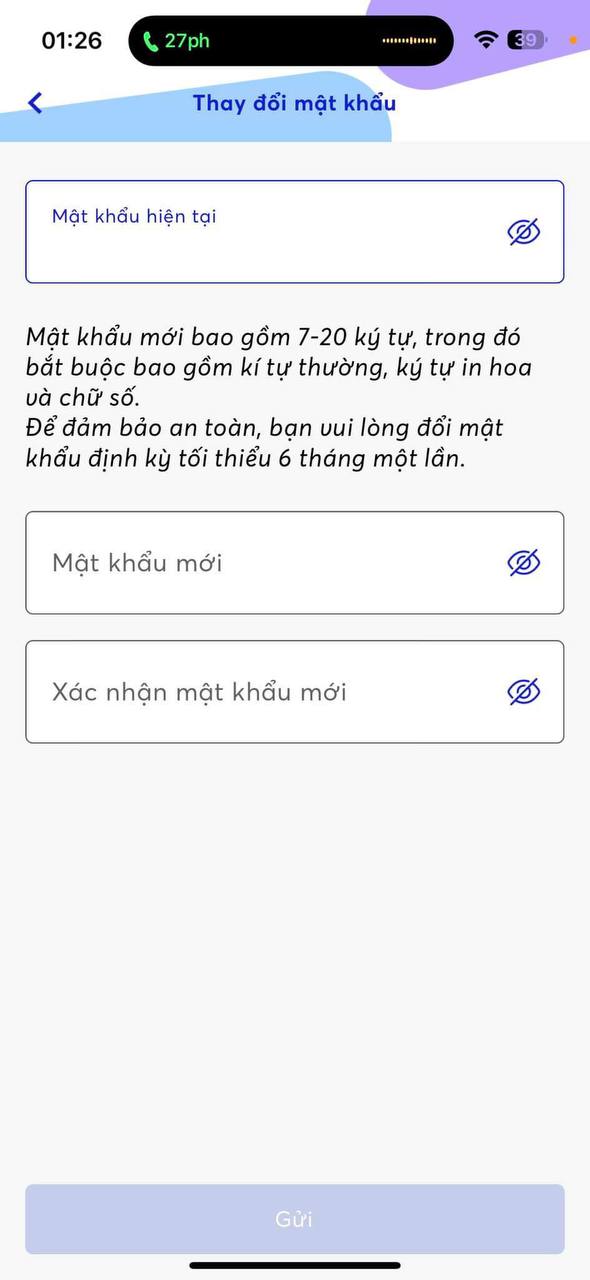 01:26
27ph
39
Thay đổi mật khẩu
Mật khẩu hiện tại
Mật khẩu mới bao gồm 7-20 ký tự, trong đó
bắt buộc bao gồm kí tự thường, ký tự in hoa
và chữ số.
Để đảm bảo an toàn, bạn vui lòng đổi mật
khẩu định kỳ tối thiểu 6 tháng một lần.
Mật khẩu mới
Xác nhận mật khẩu mới
Gửi